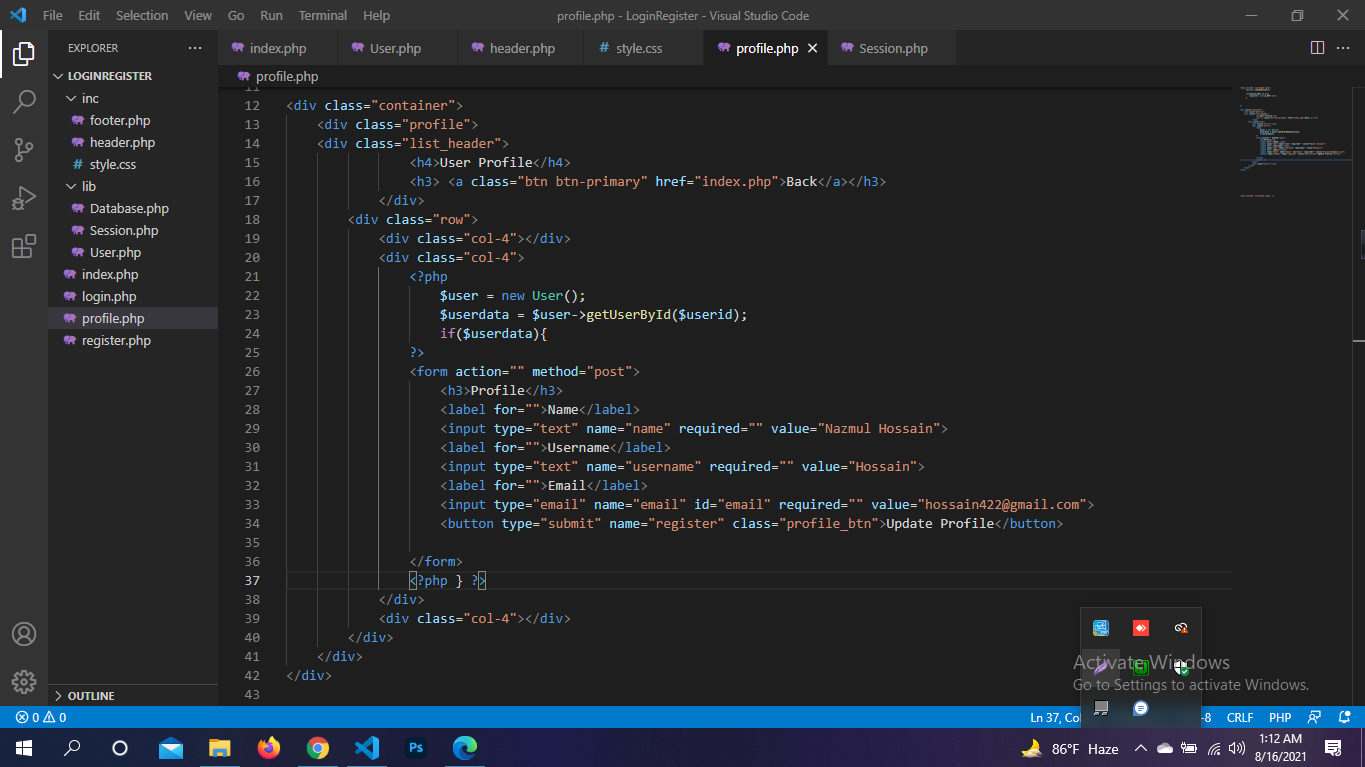 File Edit Selection View Go Run Terminal Help profile.php - LoginRegister - Visual Studio Code
EXPLORER ... index.php User.php header.php # style.css profile.php Session.php ...
LOGINREGISTER profile.php
inc
footer.php
header.php
# style.css
lib
Database.php
Session.php
User.php
index.php
login.php
profile.php
register.php
OUTLINE
11
12 <div class="container">
13 <div class="profile">
14 <div class="list_header">
15 <h4>User Profile</h4>
16 <h3> <a class="btn btn-primary" href="index.php">Back</a></h3>
17 </div>
18 <div class="row">
19 <div class="col-4"></div>
20 <div class="col-4">
21 <?php
22 $user = new User();
23 $userdata = $user->getUserById($userid);
24 if($userdata){
25 ?>
26 <form action="" method="post">
27 <h3>Profile</h3>
28 <label for="">Name</label>
29 <input type="text" name="name" required="" value="Nazmul Hossain">
30 <label for="">Username</label>
31 <input type="text" name="username" required="" value="Hossain">
32 <label for="">Email</label>
33 <input type="email" name="email" id="email" required="" value="hossain422@gmail.com">
34 <button type="submit" name="register" class="profile_btn">Update Profile</button>
35
36 </form>
37 <?php } ?>
38 </div>
39 <div class="col-4"></div>
40 </div>
41 </div>
42 </div>
43
Activate Windows
Go to Settings to activate Windows.
0 0 Ln 37, Co -8 CRLF PHP
Ps 86°F Haze 1:12 AM
8/16/2021